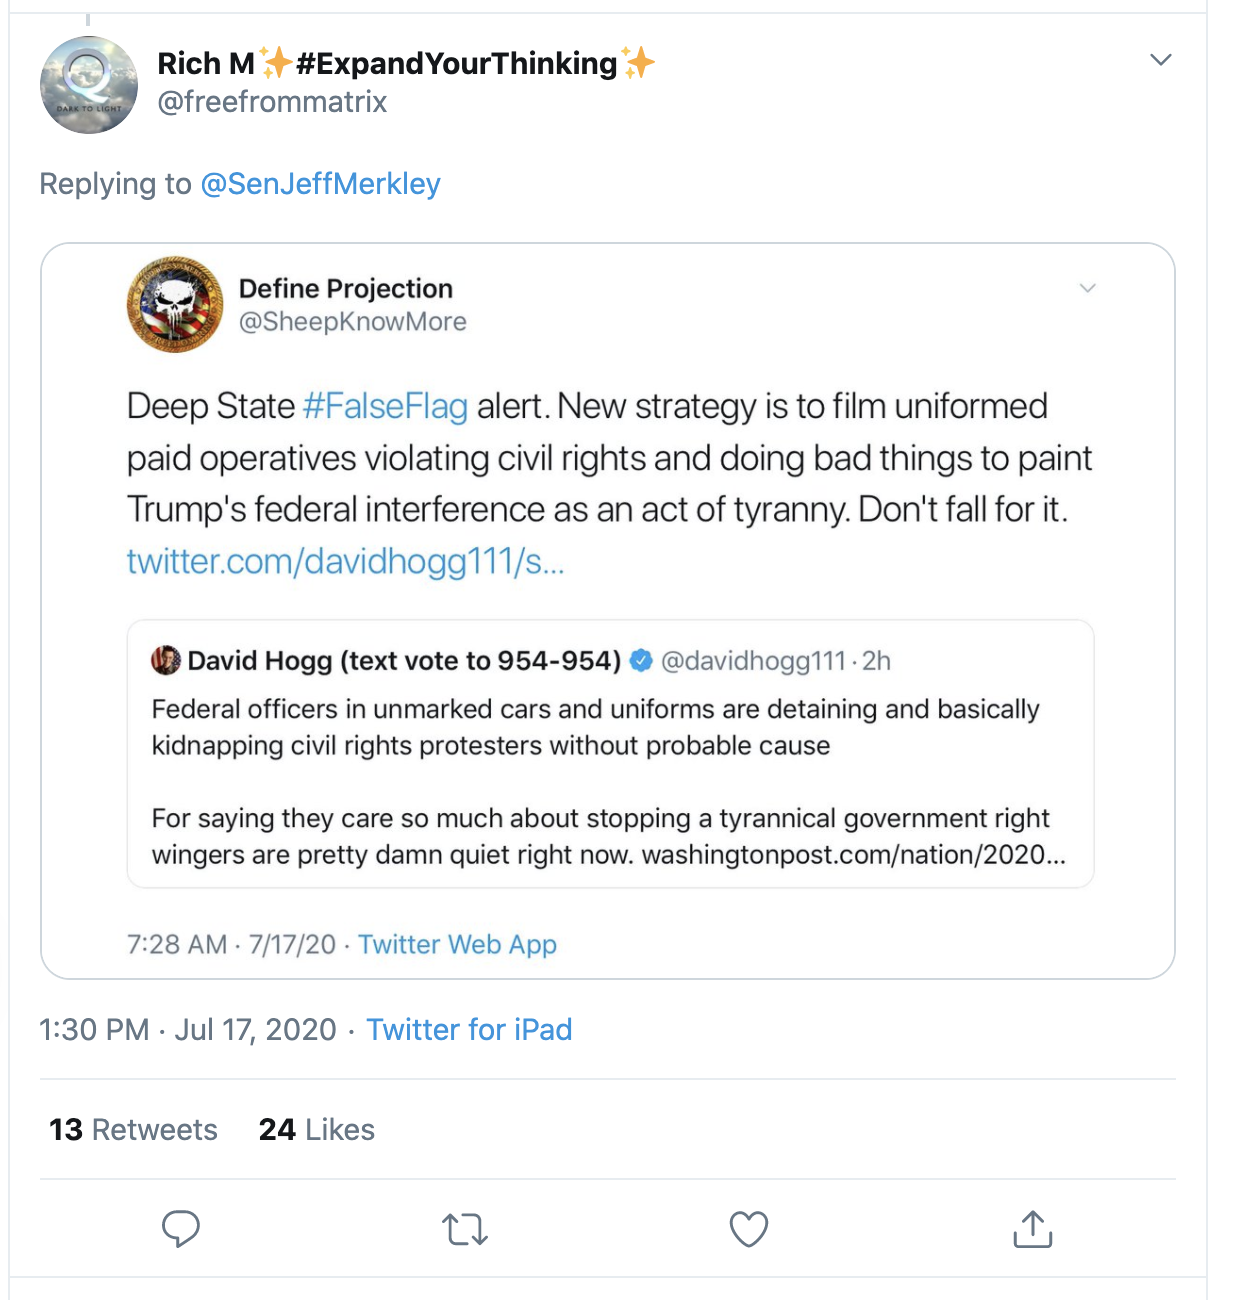 Rich M✨#ExpandYourThinking✨
@freefrommatrix
DARK TO LIGHT
Replying to @SenJeffMerkley
Define Projection
@SheepKnowMore
Deep State #FalseFlag alert. New strategy is to film uniformed
paid operatives violating civil rights and doing bad things to paint
Trump's federal interference as an act of tyranny. Don't fall for it.
twitter.com/davidhogg111/s...
David Hogg (text vote to 954-954) @davidhogg111 · 2h
Federal officers in unmarked cars and uniforms are detaining and basically
kidnapping civil rights protesters without probable cause
For saying they care so much about stopping a tyrannical government right
wingers are pretty damn quiet right now. washingtonpost.com/nation/2020...
7:28 AM · 7/17/20 · Twitter Web App
1:30 PM · Jul 17, 2020 · Twitter for iPad
13 Retweets 24 Likes